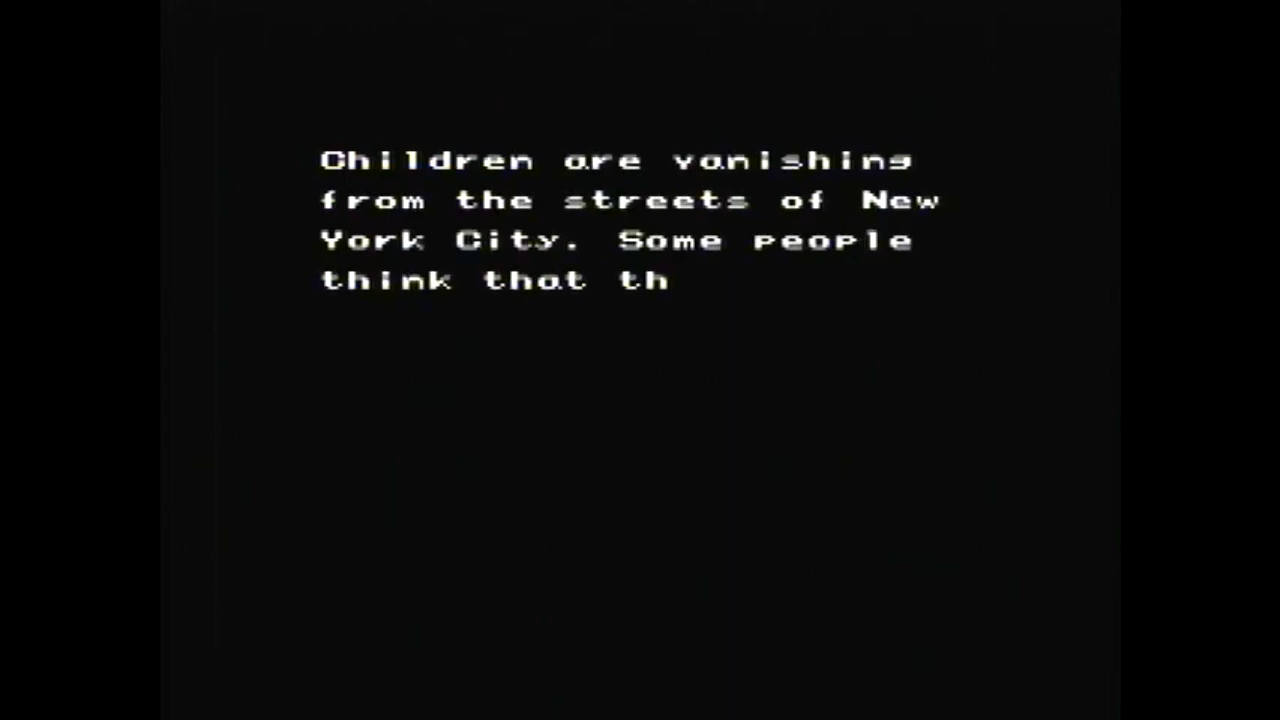 Children are vanishing
from the streets of New
York City. Some people
think that th